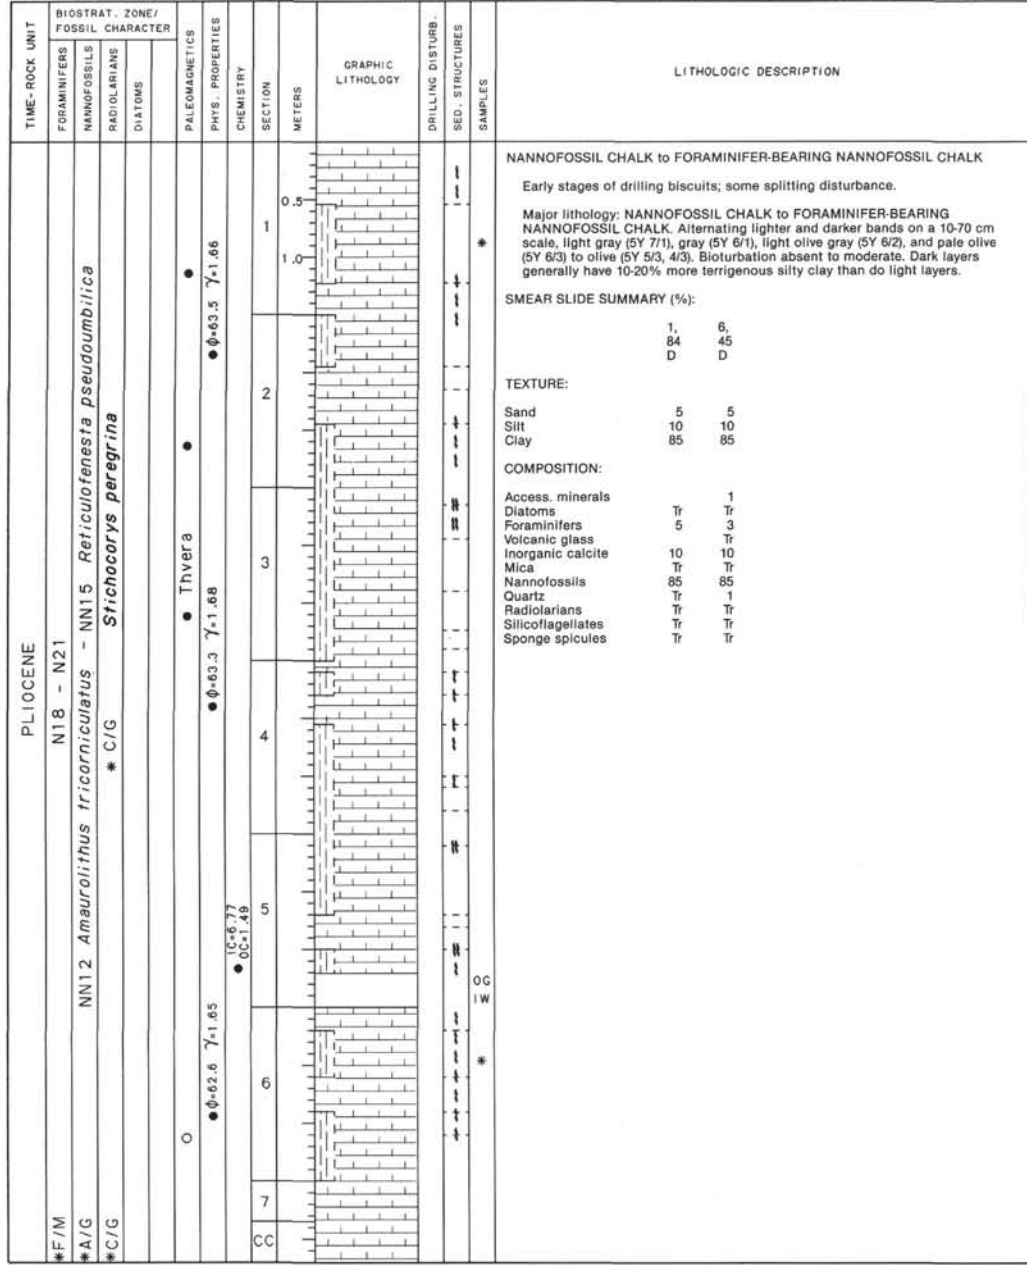 TIME-ROCK UNIT
BIOSTRAT. ZONE/
FOSSIL CHARACTER
FORAMINIFERS
NANNOFOSSILS
RADIOLARIANS
DIATOMS
PALEOMAGNETICS
PHYS. PROPERTIES
CHEMISTRY
SECTION
METERS
GRAPHIC
LITHOLOGY
DRILLING DISTURB.
SED. STRUCTURES
SAMPLES
LITHOLOGIC DESCRIPTION
PLIOCENE
N18 - N21
*F/M
NN12 Amaurolithus tricorniculatus - NN15 Reticulofenesta pseudoumbilica
*A/G
Stichocorys peregrina
* C/G
*C/G
● Thvera
● Φ=63.5 γ=1.66
● Φ=63.3 γ=1.68
● Φ=62.6 γ=1.65
IC=6.77
● OC=1.49
1
2
3
4
5
6
7
CC
0.5
1.0
*
OG
IW
*
NANNOFOSSIL CHALK to FORAMINIFER-BEARING NANNOFOSSIL CHALK
Early stages of drilling biscuits; some splitting disturbance.
Major lithology: NANNOFOSSIL CHALK to FORAMINIFER-BEARING
NANNOFOSSIL CHALK. Alternating lighter and darker bands on a 10-70 cm
scale, light gray (5Y 7/1), gray (5Y 6/1), light olive gray (5Y 6/2), and pale olive
(5Y 6/3) to olive (5Y 5/3, 4/3). Bioturbation absent to moderate. Dark layers
generally have 10-20% more terrigenous silty clay than do light layers.
SMEAR SLIDE SUMMARY (%):
1, 6,
84 45
D D
TEXTURE:
Sand 5 5
Silt 10 10
Clay 85 85
COMPOSITION:
Access. minerals 1
Diatoms Tr Tr
Foraminifers 5 3
Volcanic glass Tr
Inorganic calcite 10 10
Mica Tr Tr
Nannofossils 85 85
Quartz Tr 1
Radiolarians Tr Tr
Silicoflagellates Tr Tr
Sponge spicules Tr Tr